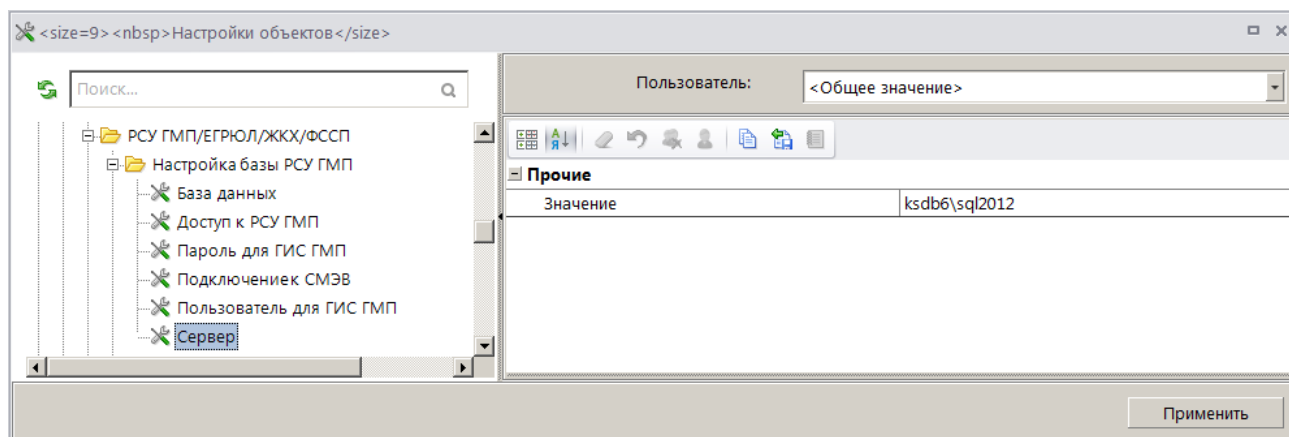 <size=9><nbsp>Настройки объектов</size>
Поиск...
Пользователь:
<Общее значение>
РСУ ГМП/ЕГРЮЛ/ЖКХ/ФССП
Настройка базы РСУ ГМП
База данных
Доступ к РСУ ГМП
Пароль для ГИС ГМП
Подключениек СМЭВ
Пользователь для ГИС ГМП
Сервер
А
Я
Прочие
Значение
ksdb6\sql2012
Применить